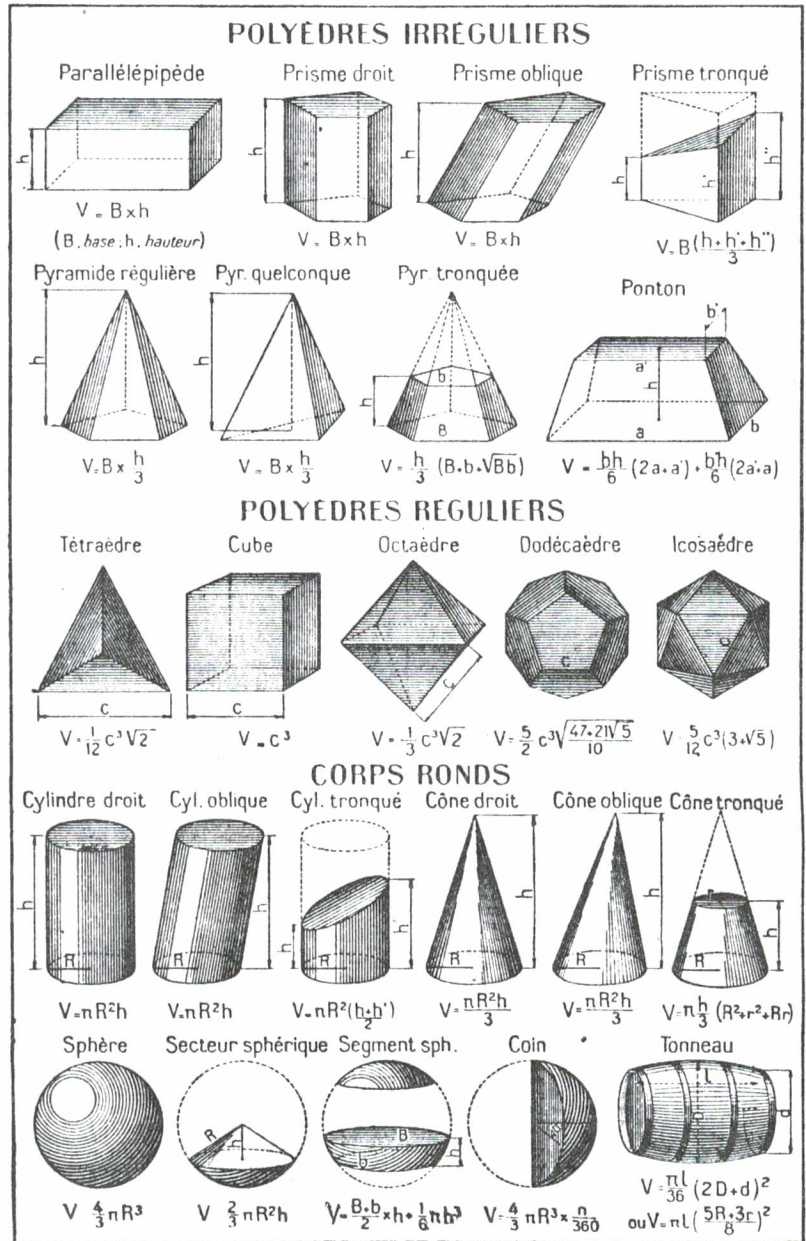 POLYÈDRES IRRÉGULIERS
Parallélépipède Prisme droit Prisme oblique Prisme tronqué
h h h h h' h''
V = B×h
(B, base; h, hauteur)
V = B×h
V = B×h
V = B(h+h'+h''/3)
Pyramide régulière Pyr. quelconque Pyr. tronquée Ponton
h h h b B b' a' h a b
V = B × h/3
V = B × h/3
V = h/3 (B+b+√Bb)
V = bh/6 (2a+a') + b'h/6 (2a'+a)
POLYÈDRES RÉGULIERS
Tétraèdre Cube Octaèdre Dodécaèdre Icosaèdre
c c c c c
V = 1/12 c³√2
V = c³
V = 1/3 c³√2
V = 5/2 c³√47+21√5/10
V 5/12 c³(3+√5)
CORPS RONDS
Cylindre droit Cyl. oblique Cyl. tronqué Cône droit Cône oblique Cône tronqué
h R R h h R h' R h R h r R h
V = πR²h
V = πR²h
V = πR²(h+h'/2)
V = πR²h/3
V = πR²h/3
V = π h/3 (R²+r²+Rr)
Sphère Secteur sphérique Segment sph. Coin Tonneau
R h B b h l D d
V 4/3 πR³
V 2/3 πR²h
V = B+b/2 ×h+ 1/6 πh³
V = 4/3 πR³ × n/360
V = πl/36 (2D+d)²
ou V = πl(5R+3r/8)²